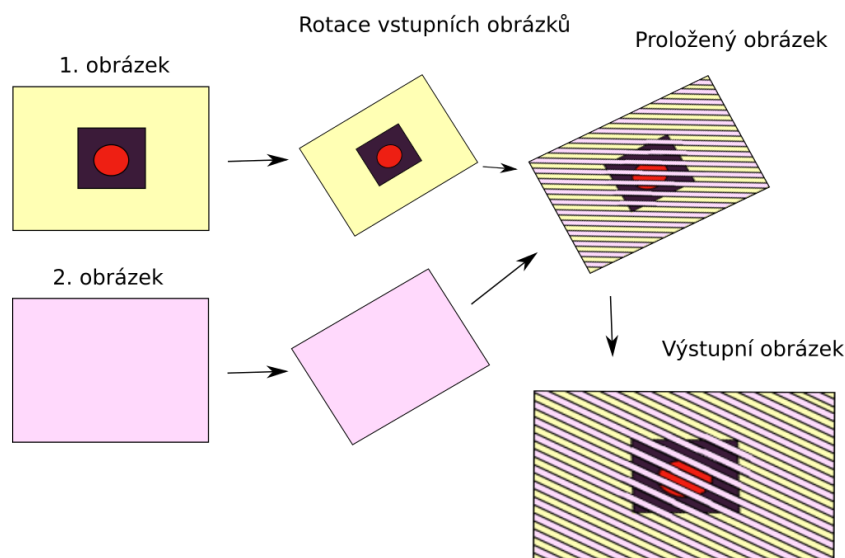 Rotace vstupních obrázků
Proložený obrázek
1. obrázek
2. obrázek
Výstupní obrázek